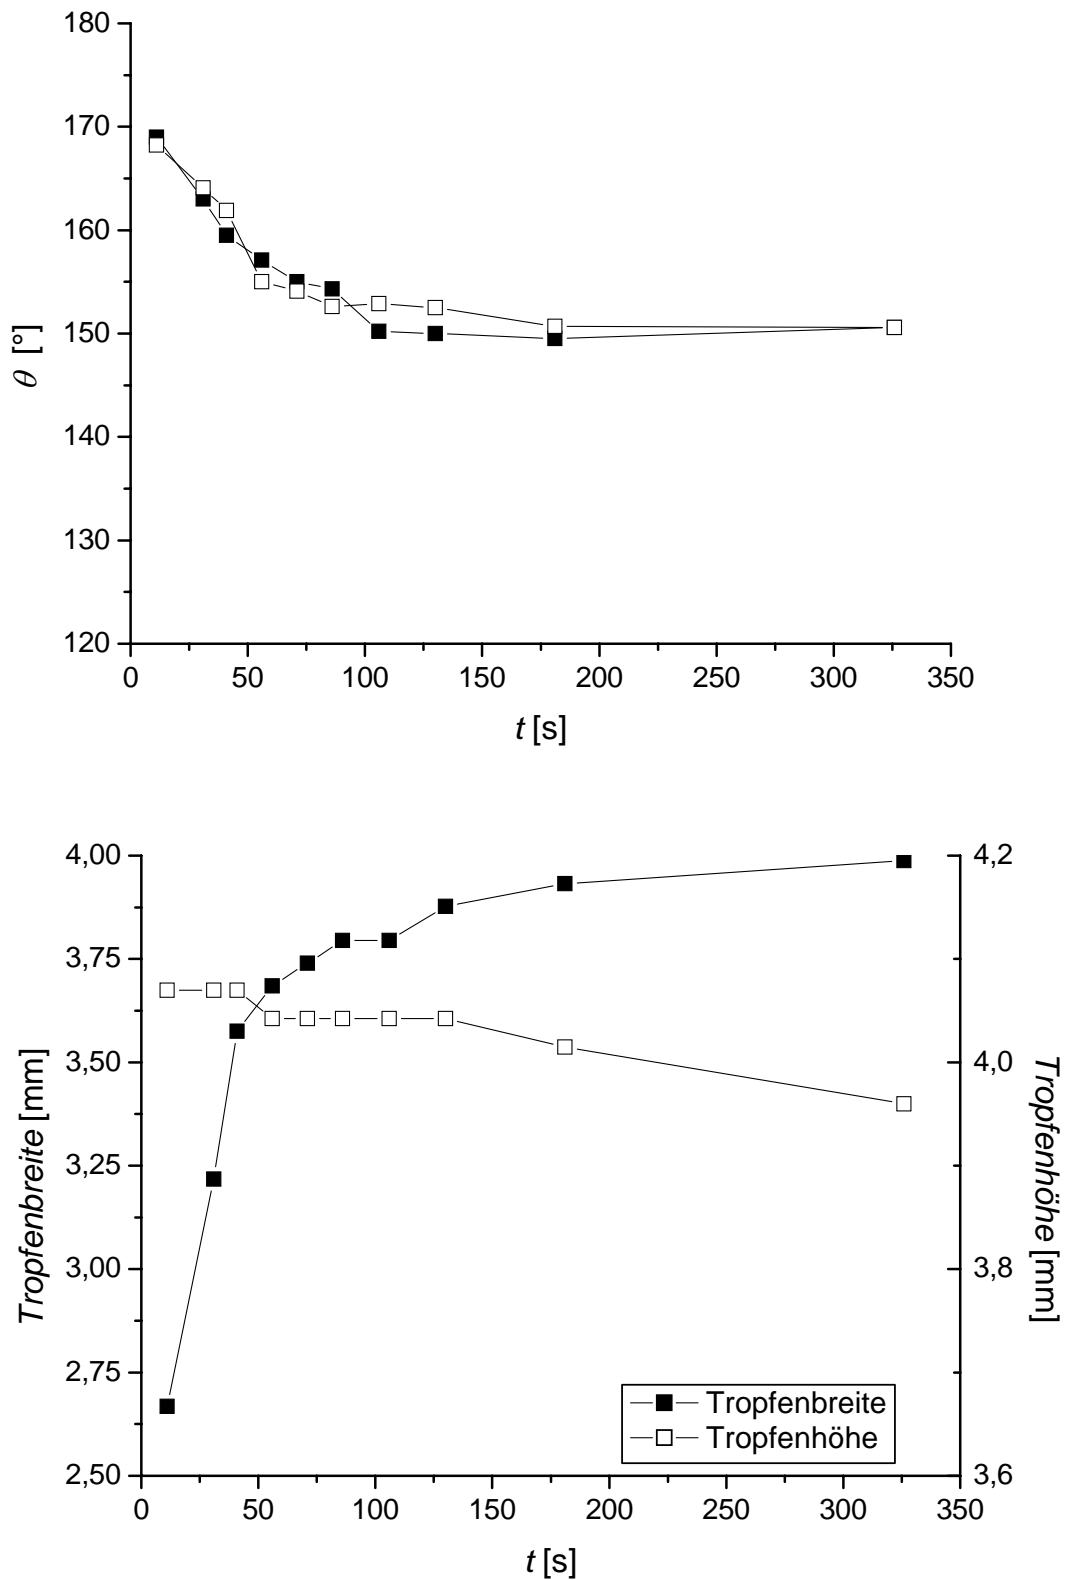 180
170
160
150
140
130
120
θ [°]
0 50 100 150 200 250 300 350
t [s]
4,00
3,75
3,50
3,25
3,00
2,75
2,50
Tropfenbreite [mm]
4,2
4,0
3,8
3,6
Tropfenhöhe [mm]
Tropfenbreite
Tropfenhöhe
0 50 100 150 200 250 300 350
t [s]